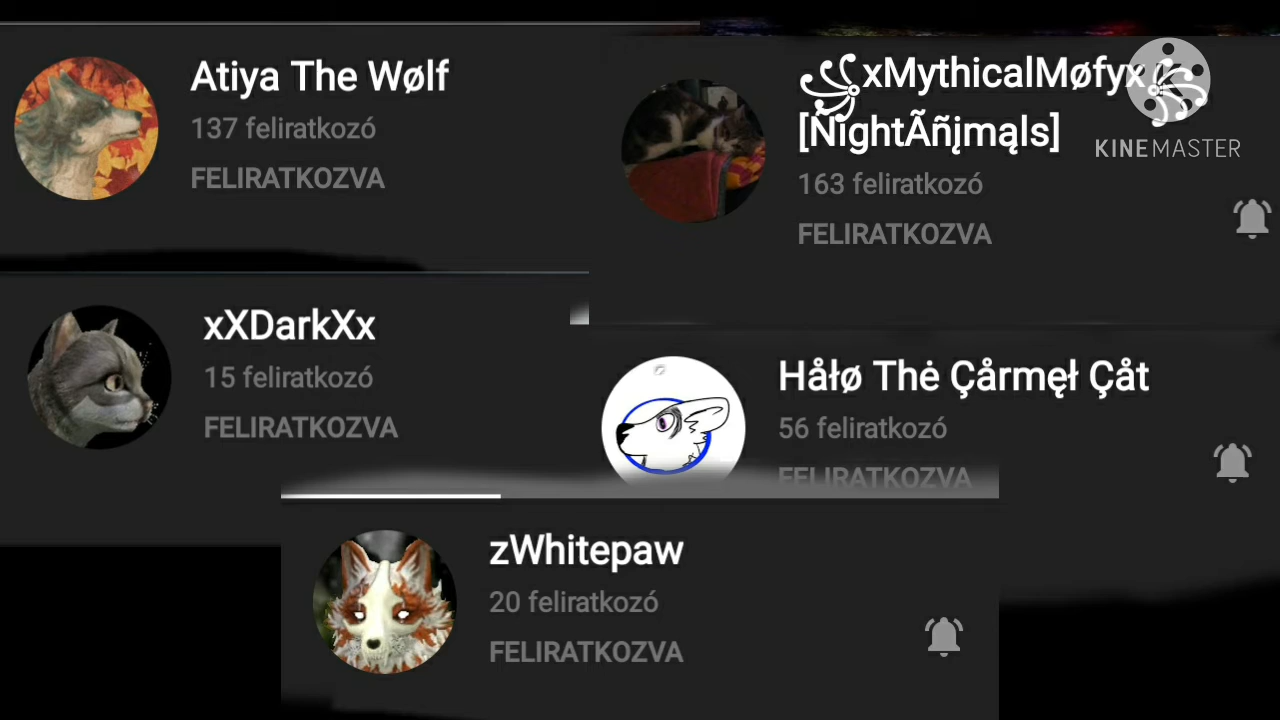 Atiya The Wølf
137 feliratkozó
FELIRATKOZVA
xMythicalMøfyx
[ÑightÃñįmąls]
163 feliratkozó
FELIRATKOZVA
KINEMASTER
xXDarkXx
15 feliratkozó
FELIRATKOZVA
Håłø Thė Çårmęł Çåt
56 feliratkozó
FELIRATKOZVA
zWhitepaw
20 feliratkozó
FELIRATKOZVA